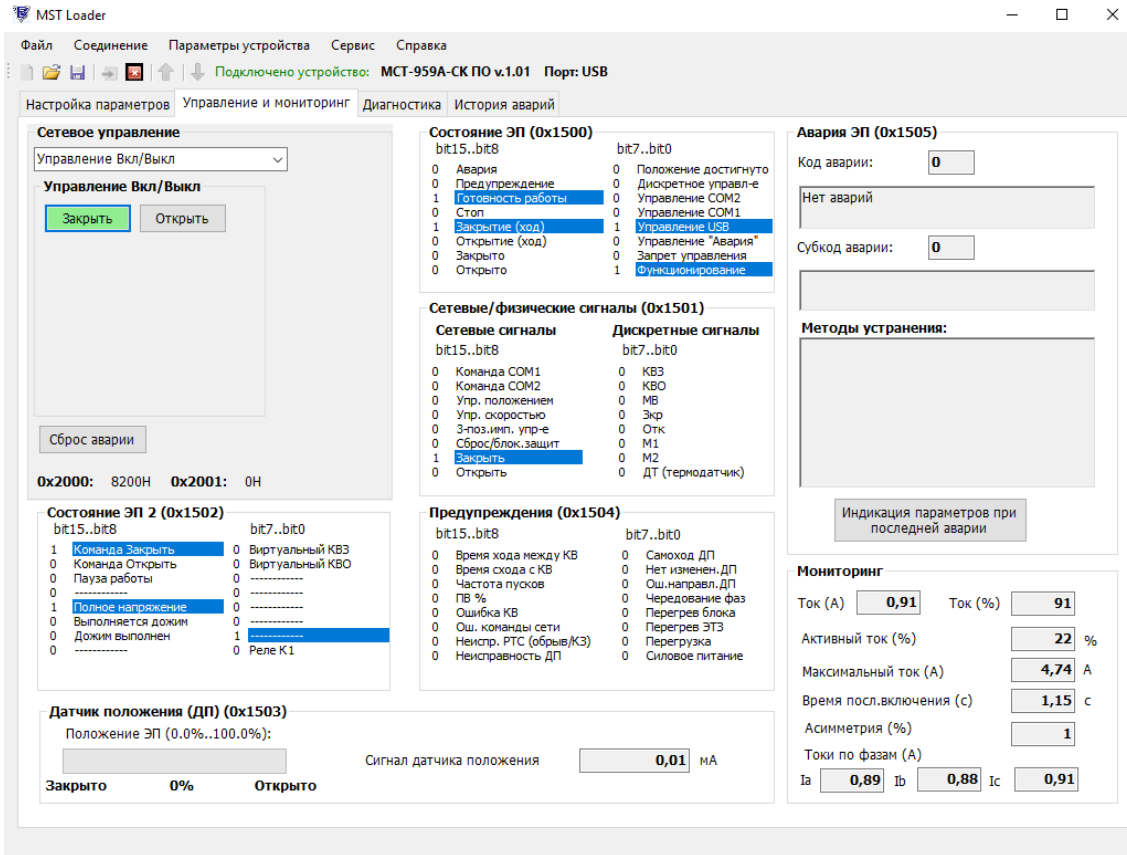 MST Loader
Файл Соединение Параметры устройства Сервис Справка
Подключено устройство: МСТ-959А-СК ПО v.1.01 Порт: USB
Настройка параметров Управление и мониторинг Диагностика История аварий
Сетевое управление
Управление Вкл/Выкл
Управление Вкл/Выкл
Закрыть Открыть
Сброс аварии
0x2000: 8200H 0x2001: 0H
Состояние ЭП (0x1500)
bit15..bit8 bit7..bit0
0 Авария 0 Положение достигнуто
0 Предупреждение 0 Дискретное управл-е
1 Готовность работы 0 Управление COM2
0 Стоп 0 Управление COM1
1 Закрытие (ход) 1 Управление USB
0 Открытие (ход) 0 Управление "Авария"
0 Закрыто 0 Запрет управления
0 Открыто 1 Функционирование
Сетевые/физические сигналы (0x1501)
Сетевые сигналы Дискретные сигналы
bit15..bit8 bit7..bit0
0 Команда COM1 0 КВЗ
0 Команда COM2 0 КВО
0 Упр. положением 0 МВ
0 Упр. скоростью 0 Зкр
0 3-поз.имп. упр-е 0 Отк
0 Сброс/блок.защит 0 М1
1 Закрыть 0 М2
0 Открыть 0 ДТ (термодатчик)
Авария ЭП (0x1505)
Код аварии: 0
Нет аварий
Субкод аварии: 0
Методы устранения:
Индикация параметров при
последней аварии
Состояние ЭП 2 (0x1502)
bit15..bit8 bit7..bit0
1 Команда Закрыть 0 Виртуальный КВЗ
0 Команда Открыть 0 Виртуальный КВО
0 Пауза работы 0 ------------
0 ------------ 0 ------------
1 Полное напряжение 0 ------------
0 Выполняется дожим 0 ------------
0 Дожим выполнен 1 ------------
0 ------------ 0 Реле К1
Предупреждения (0x1504)
bit15..bit8 bit7..bit0
0 Время хода между КВ 0 Самоход ДП
0 Время схода с КВ 0 Нет изменен.ДП
0 Частота пусков 0 Ош.направл.ДП
0 ПВ % 0 Чередование фаз
0 Ошибка КВ 0 Перегрев блока
0 Ош. команды сети 0 Перегрев ЭТЗ
0 Неиспр. РТС (обрыв/КЗ) 0 Перегрузка
0 Неисправность ДП 0 Силовое питание
Мониторинг
Ток (А) 0,91 Ток (%) 91
Активный ток (%) 22 %
Максимальный ток (А) 4,74 А
Время посл.включения (с) 1,15 с
Асимметрия (%) 1
Токи по фазам (А)
Ia 0,89 Ib 0,88 Ic 0,91
Датчик положения (ДП) (0x1503)
Положение ЭП (0.0%..100.0%):
Сигнал датчика положения 0,01 мА
Закрыто 0% Открыто